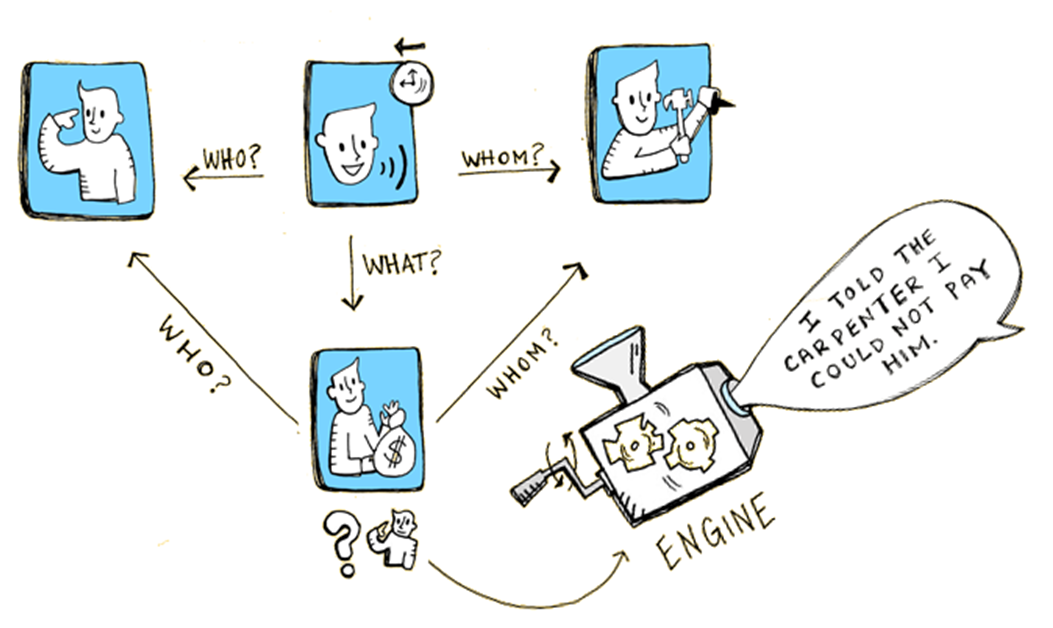 WHO?
WHOM?
WHAT?
WHO?
WHOM?
$
?
I TOLD THE
CARPENTER I
COULD NOT PAY
HIM.
ENGINE